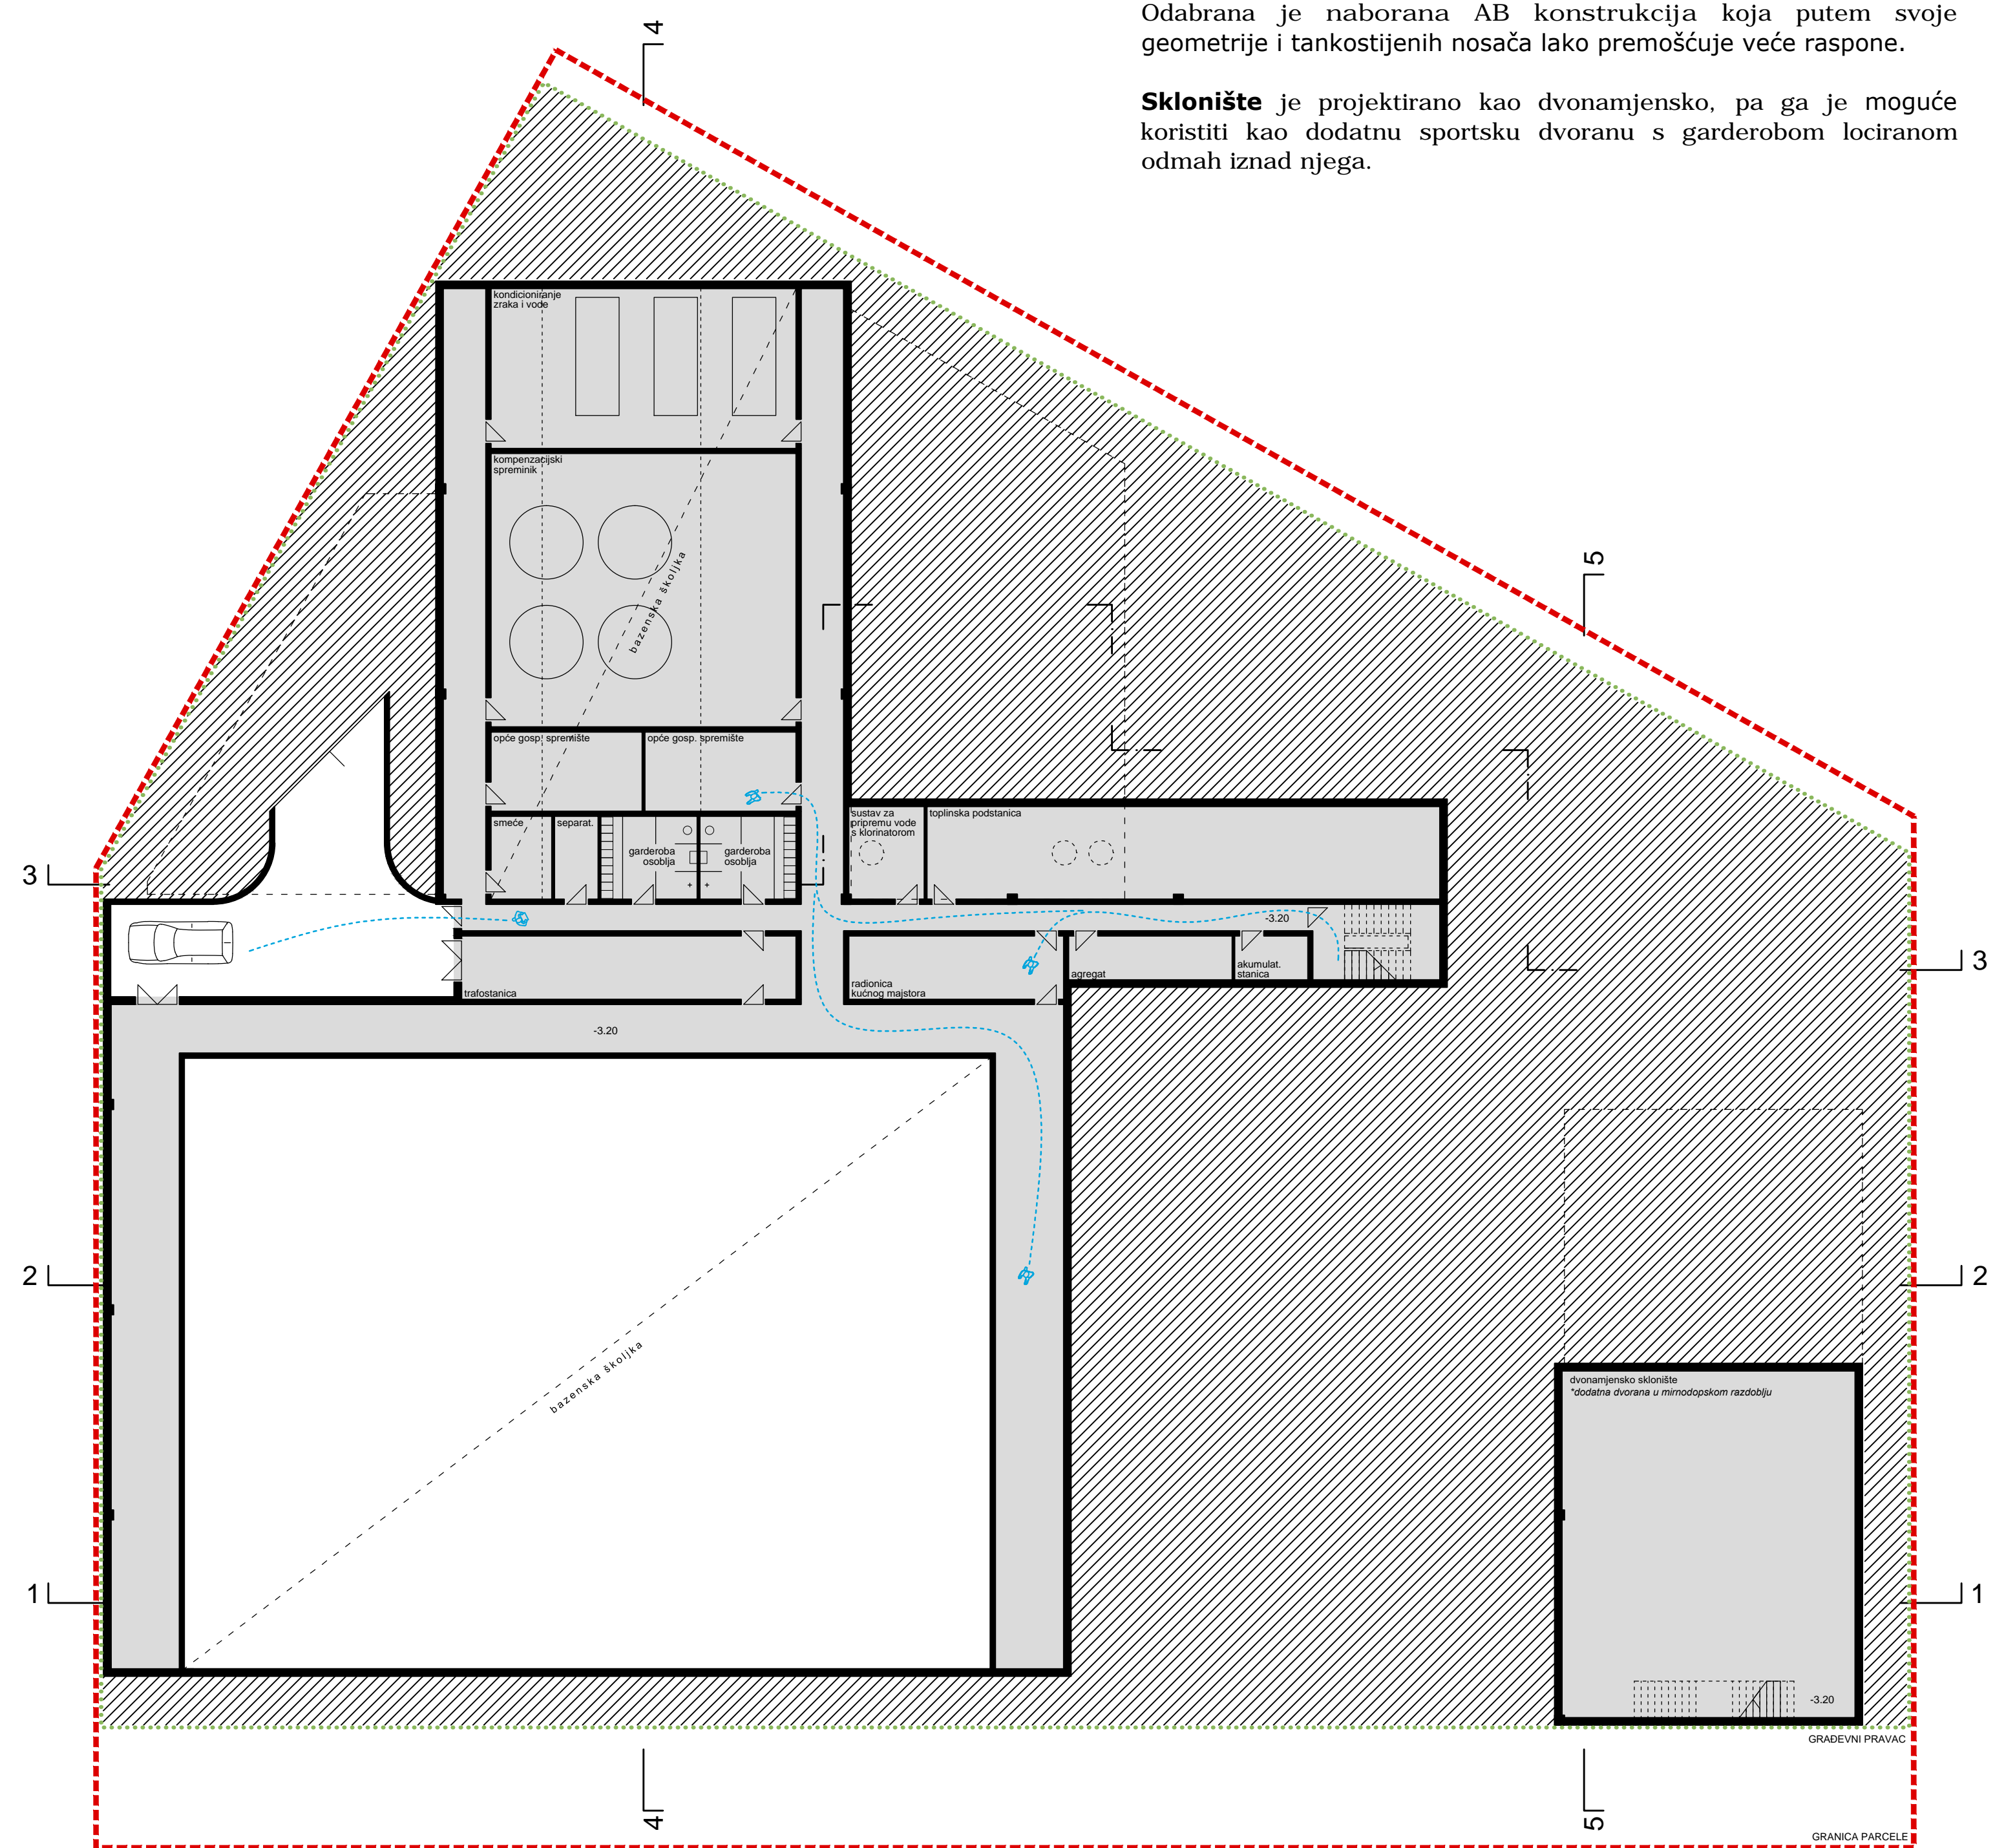 Odabrana je naborana AB konstrukcija koja putem svoje
geometrije i tankostijenih nosača lako premošćuje veće raspone.
Sklonište je projektirano kao dvonamjensko, pa ga je moguće
koristiti kao dodatnu sportsku dvoranu s garderobom lociranom
odmah iznad njega.
4
kondicioniranje
zraka i vode
kompenzacijski
spreminik
bazenska školjka
5
opće gosp. spremište
opće gosp. spremište
smeće
separat.
garderoba
osoblja
garderoba
osoblja
sustav za
pripremu vode
s klorinatorom
toplinska podstanica
3
-3.20
3
trafostanica
radionica
kućnog majstora
agregat
akumulat.
stanica
-3.20
2
2
bazenska školjka
dvonamjensko sklonište
*dodatna dvorana u mirnodopskom razdoblju
1
1
-3.20
GRAĐEVNI PRAVAC
4
5
GRANICA PARCELE